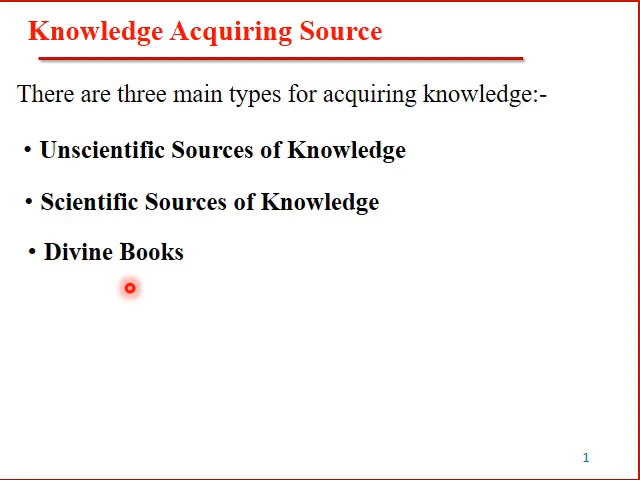 Knowledge Acquiring Source
There are three main types for acquiring knowledge:-
• Unscientific Sources of Knowledge
• Scientific Sources of Knowledge
• Divine Books
1